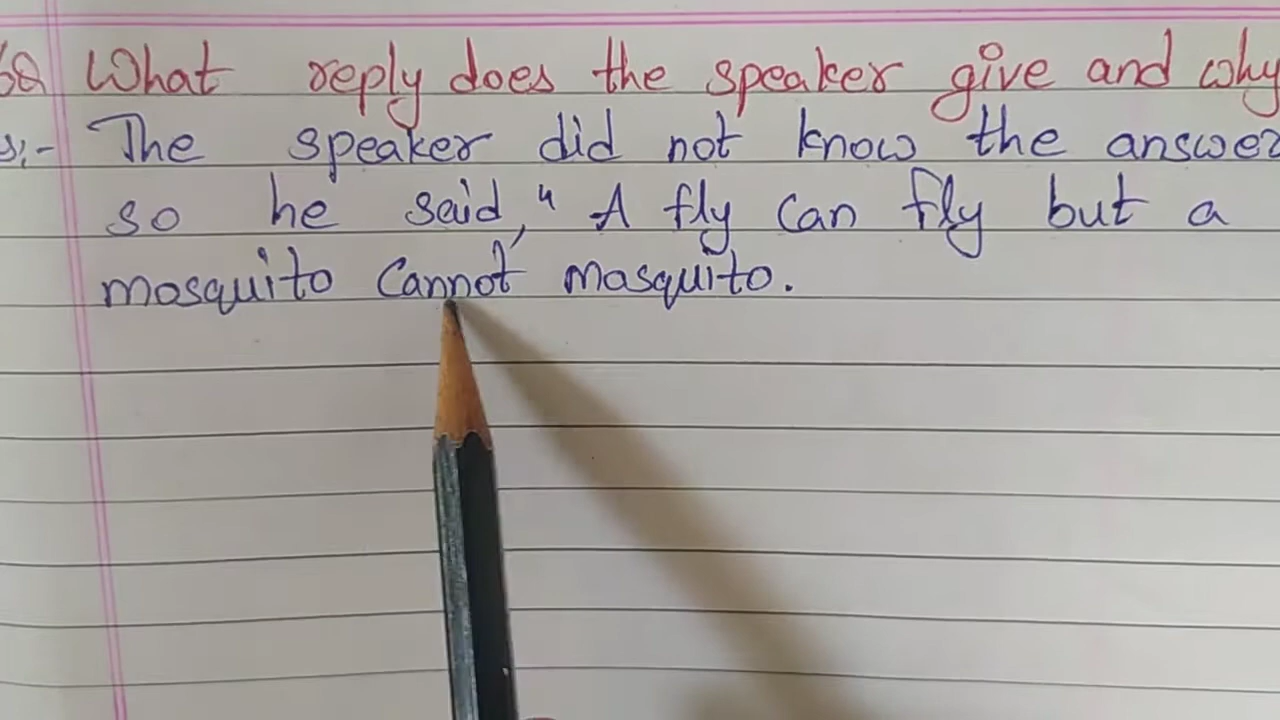 What reply does the speaker give and why
The speaker did not know the answer
so he said, " A fly can fly but a
mosquito cannot mosquito.